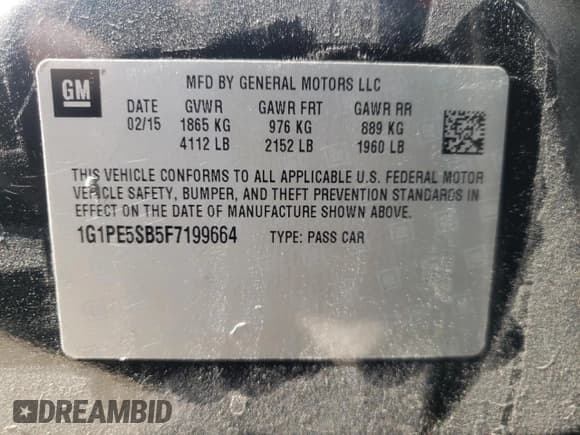 GM
MFD BY GENERAL MOTORS LLC
DATE GVWR GAWR FRT GAWR RR
02/15 1865 KG 976 KG 889 KG
4112 LB 2152 LB 1960 LB
THIS VEHICLE CONFORMS TO ALL APPLICABLE U.S. FEDERAL MOTOR
VEHICLE SAFETY, BUMPER, AND THEFT PREVENTION STANDARDS IN
EFFECT ON THE DATE OF MANUFACTURE SHOWN ABOVE.
1G1PE5SB5F7199664 TYPE: PASS CAR
DREAMBID